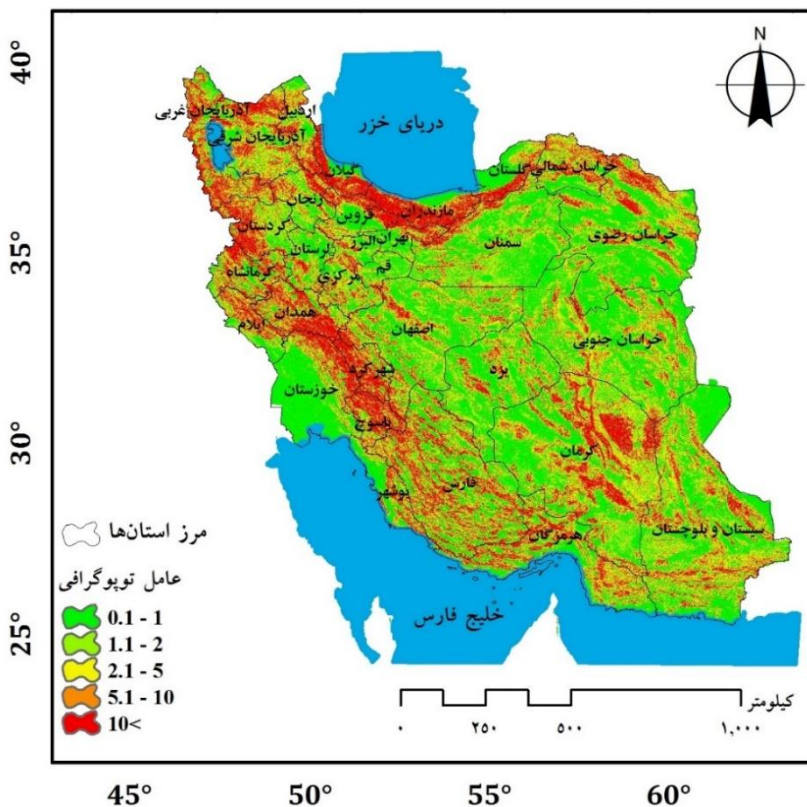 N
40°
35°
30°
25°
دریای خزر
آذربایجان غربی
اردبیل
آذربایجان شرقی
گیلان
گلستان
خراسان شمالی
زنجان
مازندران
قزوین
کردستان
تهران
البرز
سمنان
خراسان رضوی
لرستان
قم
مرکزی
کرمانشاه
همدان
ایلام
اصفهان
خراسان جنوبی
شهرکرد
یزد
خوزستان
یاسوج
کرمان
فارس
بوشهر
سیستان و بلوچستان
هرمزگان
خلیج فارس
مرز استان‌ها
عامل توپوگرافی
0.1 - 1
1.1 - 2
2.1 - 5
5.1 - 10
10<
کیلومتر
۰ ۲۵۰ ۵۰۰ ۱,۰۰۰
45° 50° 55° 60°